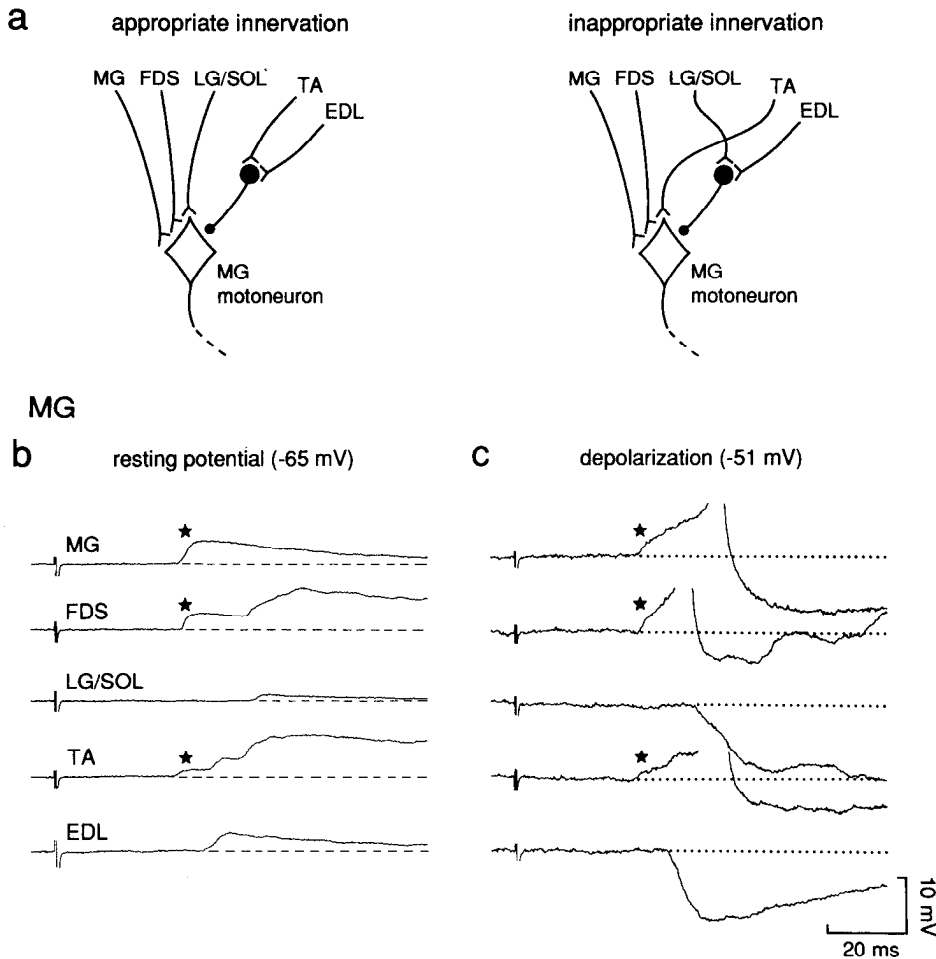 a
appropriate innervation
inappropriate innervation
MG FDS LG/SOL TA
EDL
MG FDS LG/SOL TA
EDL
MG
motoneuron
MG
motoneuron
MG
b resting potential (-65 mV)
c depolarization (-51 mV)
MG
FDS
LG/SOL
TA
EDL
10 mV
20 ms